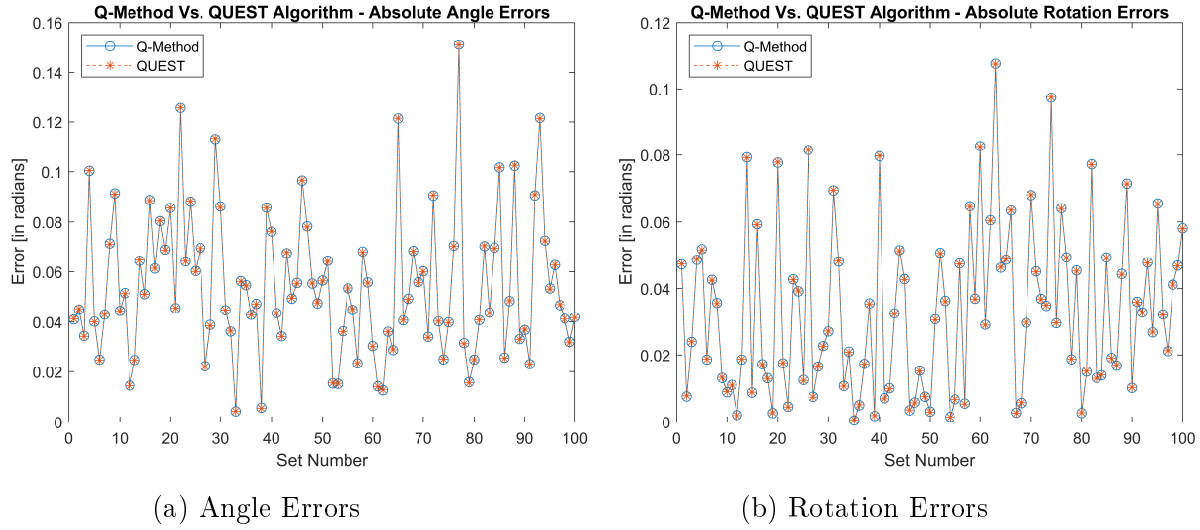 Q-Method Vs. QUEST Algorithm - Absolute Angle Errors
0.16
0.14
0.12
0.1
0.08
0.06
0.04
0.02
0
Error [in radians]
Q-Method
QUEST
0 10 20 30 40 50 60 70 80 90 100
Set Number
(a) Angle Errors
Q-Method Vs. QUEST Algorithm - Absolute Rotation Errors
0.12
0.1
0.08
0.06
0.04
0.02
0
Error [in radians]
Q-Method
QUEST
0 10 20 30 40 50 60 70 80 90 100
Set Number
(b) Rotation Errors